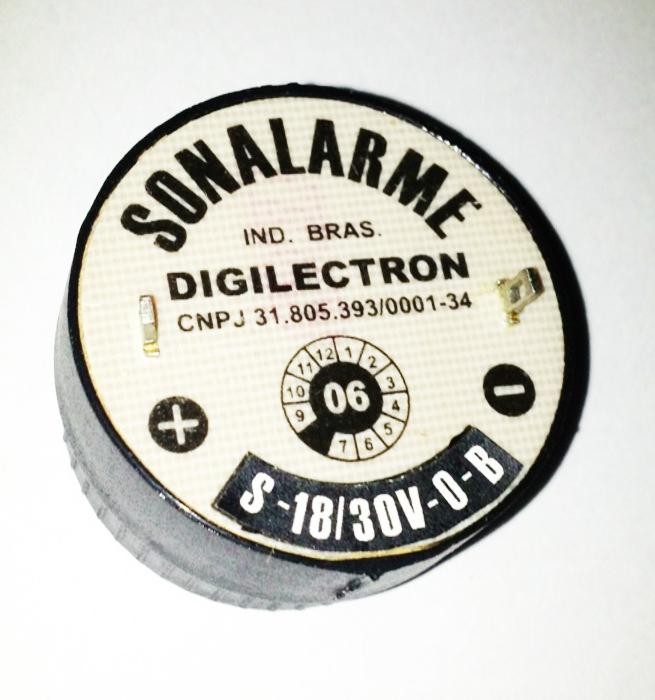 SONALARME
IND. BRAS.
DIGILECTRON
CNPJ 31.805.393/0001-34
12 1 2 3 4 5 6 7 9 10 11
06
+ -
S-18/30V-0-B